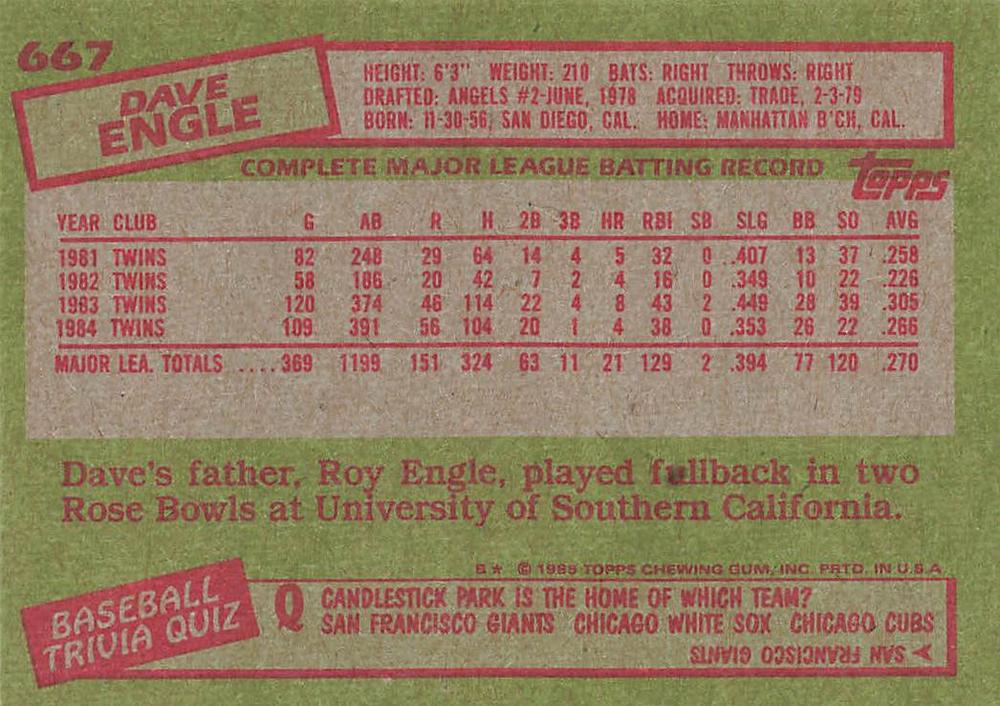 667
DAVE
ENGLE
HEIGHT: 6'3" WEIGHT: 210 BATS: RIGHT THROWS: RIGHT
DRAFTED: ANGELS #2-JUNE, 1978 ACQUIRED: TRADE, 2-3-79
BORN: 11-30-56, SAN DIEGO, CAL. HOME: MANHATTAN B'CH, CAL.
COMPLETE MAJOR LEAGUE BATTING RECORD
topps
YEAR CLUB G AB R H 2B 3B HR RBI SB SLG BB SO AVG
1981 TWINS 82 248 29 64 14 4 5 32 0 .407 13 37 .258
1982 TWINS 58 186 20 42 7 2 4 16 0 .349 10 22 .226
1983 TWINS 120 374 46 114 22 4 8 43 2 .449 28 39 .305
1984 TWINS 109 391 56 104 20 1 4 38 0 .353 26 22 .266
MAJOR LEA. TOTALS ....369 1199 151 324 63 11 21 129 2 .394 77 120 .270
Dave's father, Roy Engle, played fullback in two
Rose Bowls at University of Southern California.
B★ © 1985 TOPPS CHEWING GUM, INC. PRTD. IN U.S.A
BASEBALL
TRIVIA QUIZ
Q CANDLESTICK PARK IS THE HOME OF WHICH TEAM?
SAN FRANCISCO GIANTS CHICAGO WHITE SOX CHICAGO CUBS
A SAN FRANCISCO GIANTS